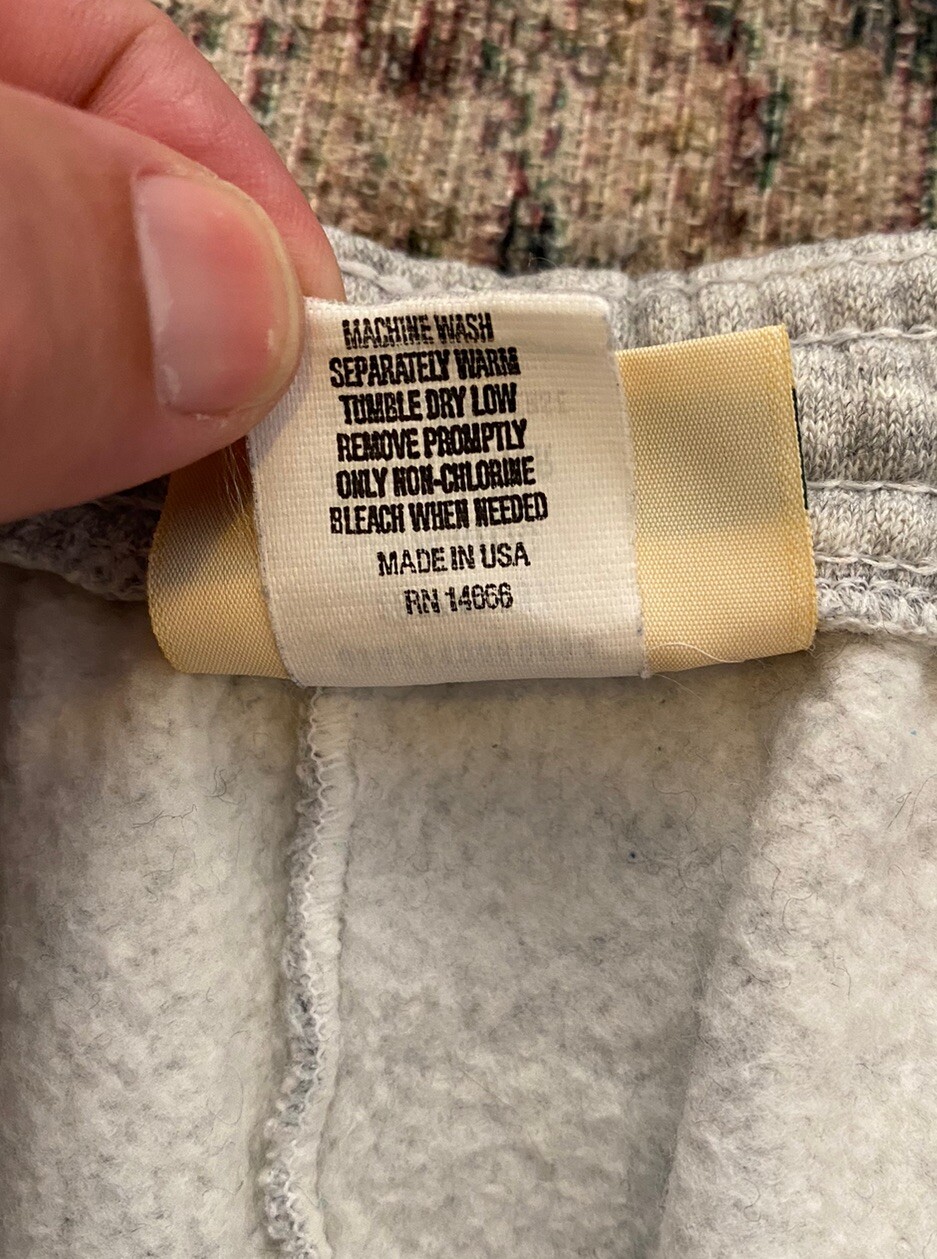 MACHINE WASH
SEPARATELY WARM
TUMBLE DRY LOW
REMOVE PROMPTLY
ONLY NON-CHLORINE
BLEACH WHEN NEEDED
MADE IN USA
RN 14666